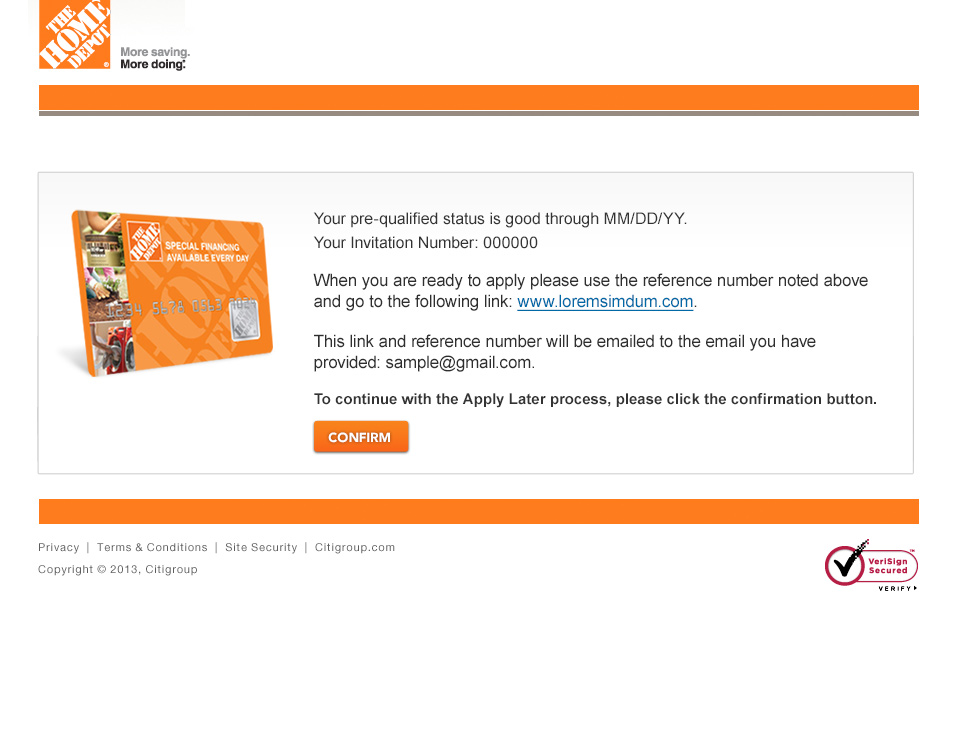 THE
HOME
DEPOT
More saving.
More doing.
THE
HOME
DEPOT
SPECIAL FINANCING
AVAILABLE EVERY DAY
1234 5678 0563 7024
Your pre-qualified status is good through MM/DD/YY.
Your Invitation Number: 000000
When you are ready to apply please use the reference number noted above
and go to the following link: www.loremsimdum.com.
This link and reference number will be emailed to the email you have
provided: sample@gmail.com.
To continue with the Apply Later process, please click the confirmation button.
CONFIRM
Privacy | Terms & Conditions | Site Security | Citigroup.com
Copyright © 2013, Citigroup
VeriSign
Secured
VERIFY